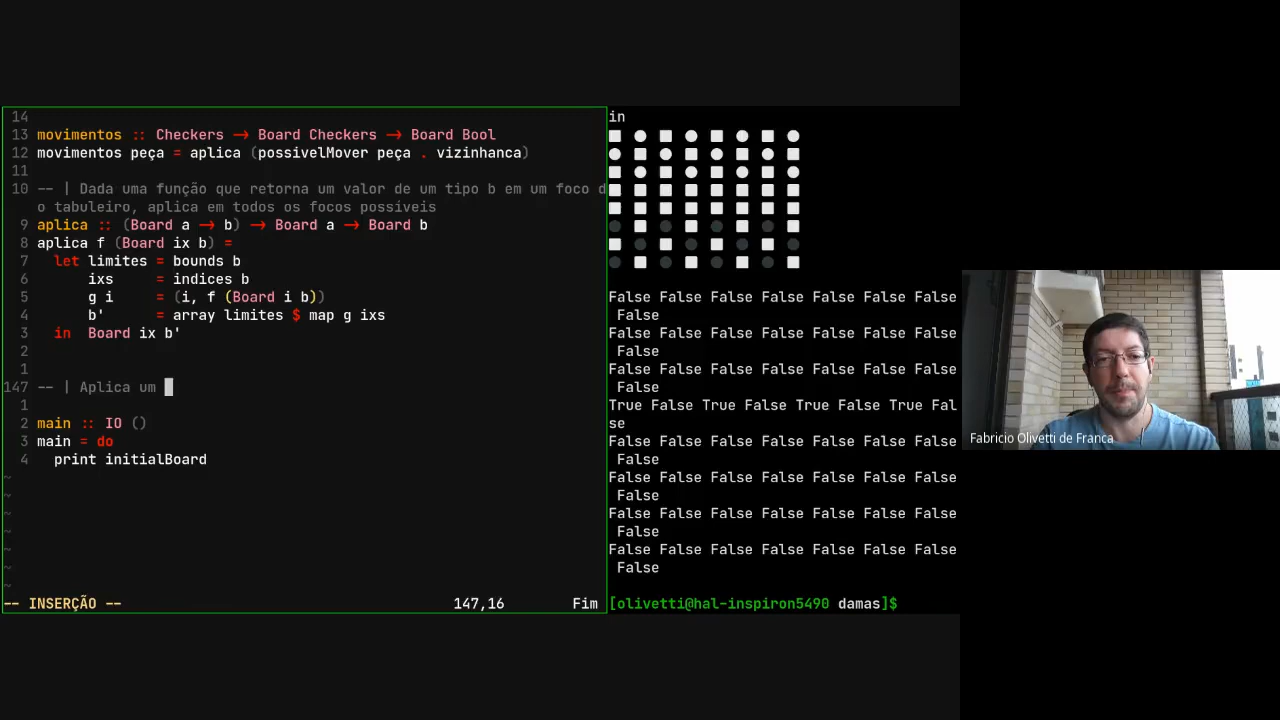 14
13 movimentos :: Checkers → Board Checkers → Board Bool
12 movimentos peça = aplica (possivelMover peça . vizinhanca)
11
10 -- | Dada uma função que retorna um valor de um tipo b em um foco d
o tabuleiro, aplica em todos os focos possiveis
9 aplica :: (Board a → b) → Board a → Board b
8 aplica f (Board ix b) =
7 let limites = bounds b
6 ixs = indices b
5 g i = (i, f (Board i b))
4 b' = array limites $ map g ixs
3 in Board ix b'
2
1
147 -- | Aplica um
1
2 main :: IO ()
3 main = do
4 print initialBoard
~
~
~
~
~
~
~
-- INSERÇÃO -- 147,16 Fim
in
False False False False False False False
False
False False False False False False False
False
False False False False False False False
False
True False True False True False True Fal
se
False False False False False False False
False
False False False False False False False
False
False False False False False False False
False
False False False False False False False
False
[olivetti@hal-inspiron5490 damas]$
Fabricio Olivetti de Franca